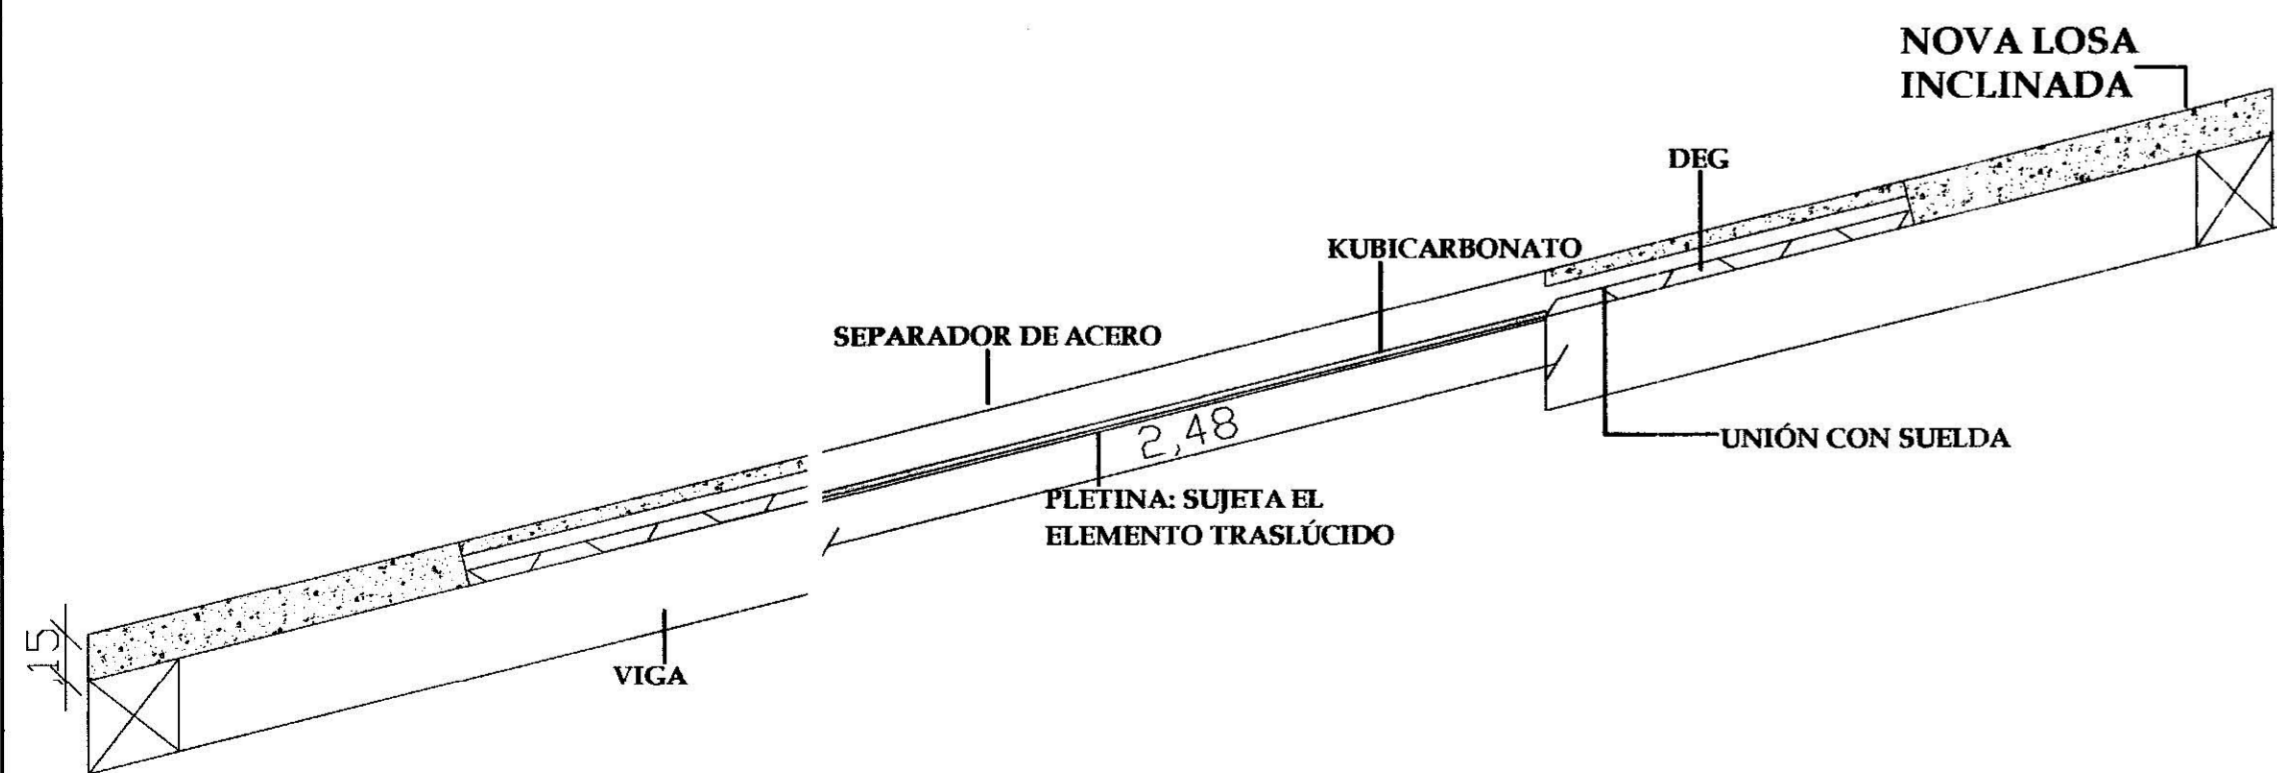 NOVA LOSA
INCLINADA
DEG
KUBICARBONATO
SEPARADOR DE ACERO
2,48
UNIÓN CON SUELDA
PLETINA: SUJETA EL
ELEMENTO TRASLÚCIDO
,15
VIGA